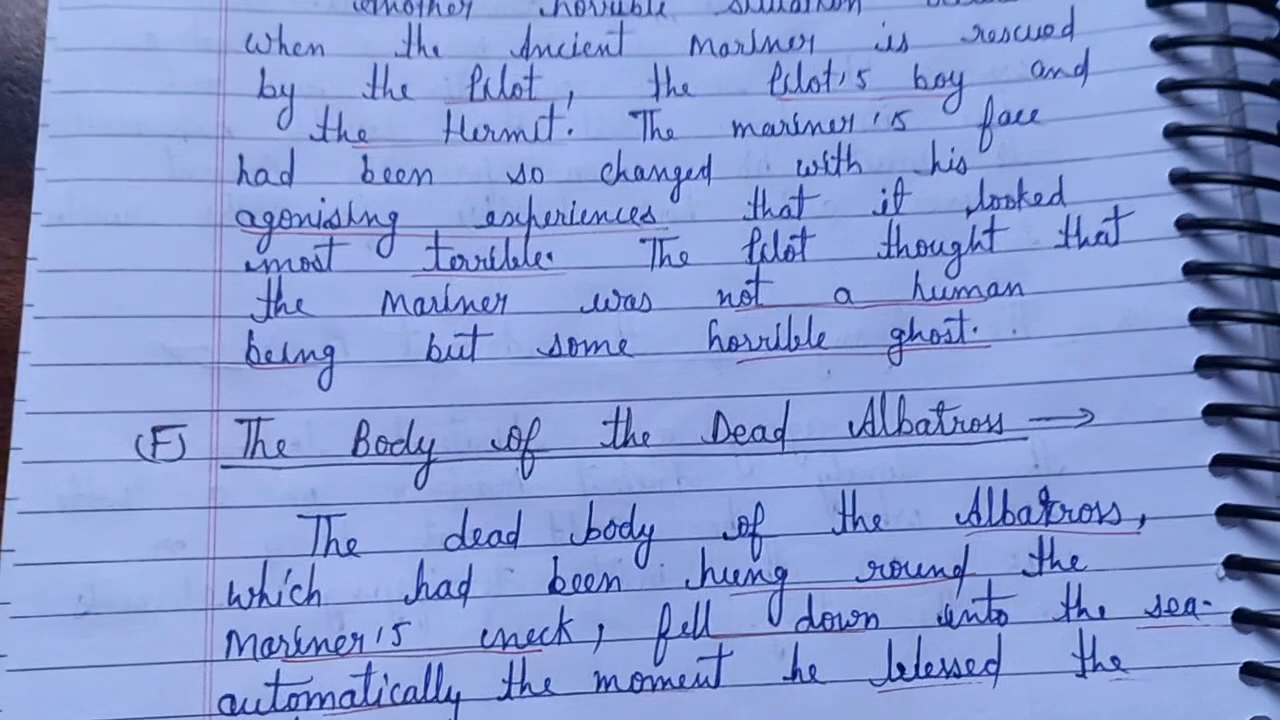 another horrible situation
when the Ancient Mariner is rescued
by the Pilot, the Pilot's boy and
the Hermit. The mariner's face
had been so changed with his
agonising experiences that it looked
most terrible. The Pilot thought that
the Mariner was not a human
being but some horrible ghost.
(F) The Body of the Dead Albatross →
The dead body of the Albatross,
which had been hung round the
Mariner's neck, fell down into the sea.
automatically the moment he blessed the